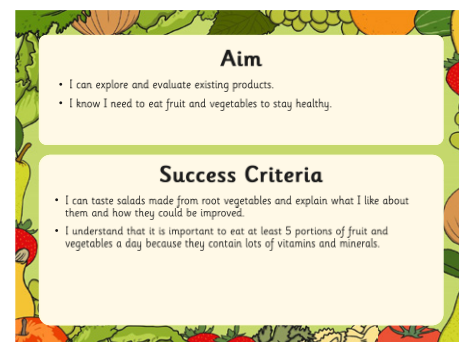 Aim
• I can explore and evaluate existing products.
• I know I need to eat fruit and vegetables to stay healthy.
Success Criteria
• I can taste salads made from root vegetables and explain what I like about
them and how they could be improved.
• I understand that it is important to eat at least 5 portions of fruit and
vegetables a day because they contain lots of vitamins and minerals.